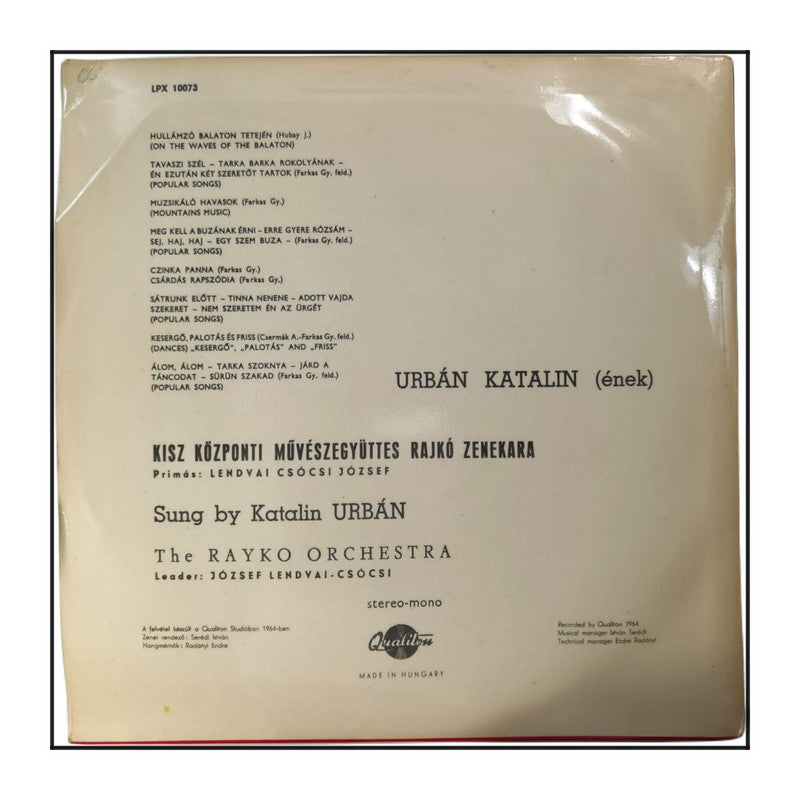 LPX 10073
HULLÁMZÓ BALATON TETEJÉN (Hubay J.)
(ON THE WAVES OF THE BALATON)
TAVASZI SZÉL – TARKA BARKA ROKOLYÁNAK –
ÉN EZUTÁN KÉT SZERETŐT TARTOK (Farkas Gy. feld.)
(POPULAR SONGS)
MUZSIKÁLÓ HAVASOK (Farkas Gy.)
(MOUNTAINS MUSIC)
MEG KELL A BUZÁNAK ÉRNI – ERRE GYERE RÓZSÁM –
SEJ, HAJ, HAJ – EGY SZEM BUZA – (Farkas Gy. feld.)
(POPULAR SONGS)
CZINKA PANNA (Farkas Gy.)
CSÁRDÁS RAPSZÓDIA (Farkas Gy.)
SÁTRUNK ELŐTT – TINNA NENENE – ADOTT VAJDA
SZEKERET – NEM SZERETEM ÉN AZ ÜRGÉT
(POPULAR SONGS)
KESERGŐ, PALOTÁS ÉS FRISS (Csermák A.-Farkas Gy. feld.)
(DANCES) „KESERGŐ", „PALOTÁS" AND „FRISS"
ÁLOM, ÁLOM – TARKA SZOKNYA – JÁRD A
TÁNCODAT – SŰRÜN SZAKAD (Farkas Gy. feld.)
(POPULAR SONGS)
URBÁN KATALIN (ének)
KISZ KÖZPONTI MŰVÉSZEGYÜTTES RAJKÓ ZENEKARA
Primás: LENDVAI CSÓCSI JÓZSEF
Sung by Katalin URBÁN
The RAYKO ORCHESTRA
Leader: JÓZSEF LENDVAI-CSÓCSI
stereo-mono
A felvétel készült a Qualiton Studióban 1964-ben
Zenei rendező: Serédi István
Hangmérnök: Radányi Endre
Qualiton
MADE IN HUNGARY
Recorded by Qualiton 1964
Musical manager István Serédi
Technical manager Endre Radányi